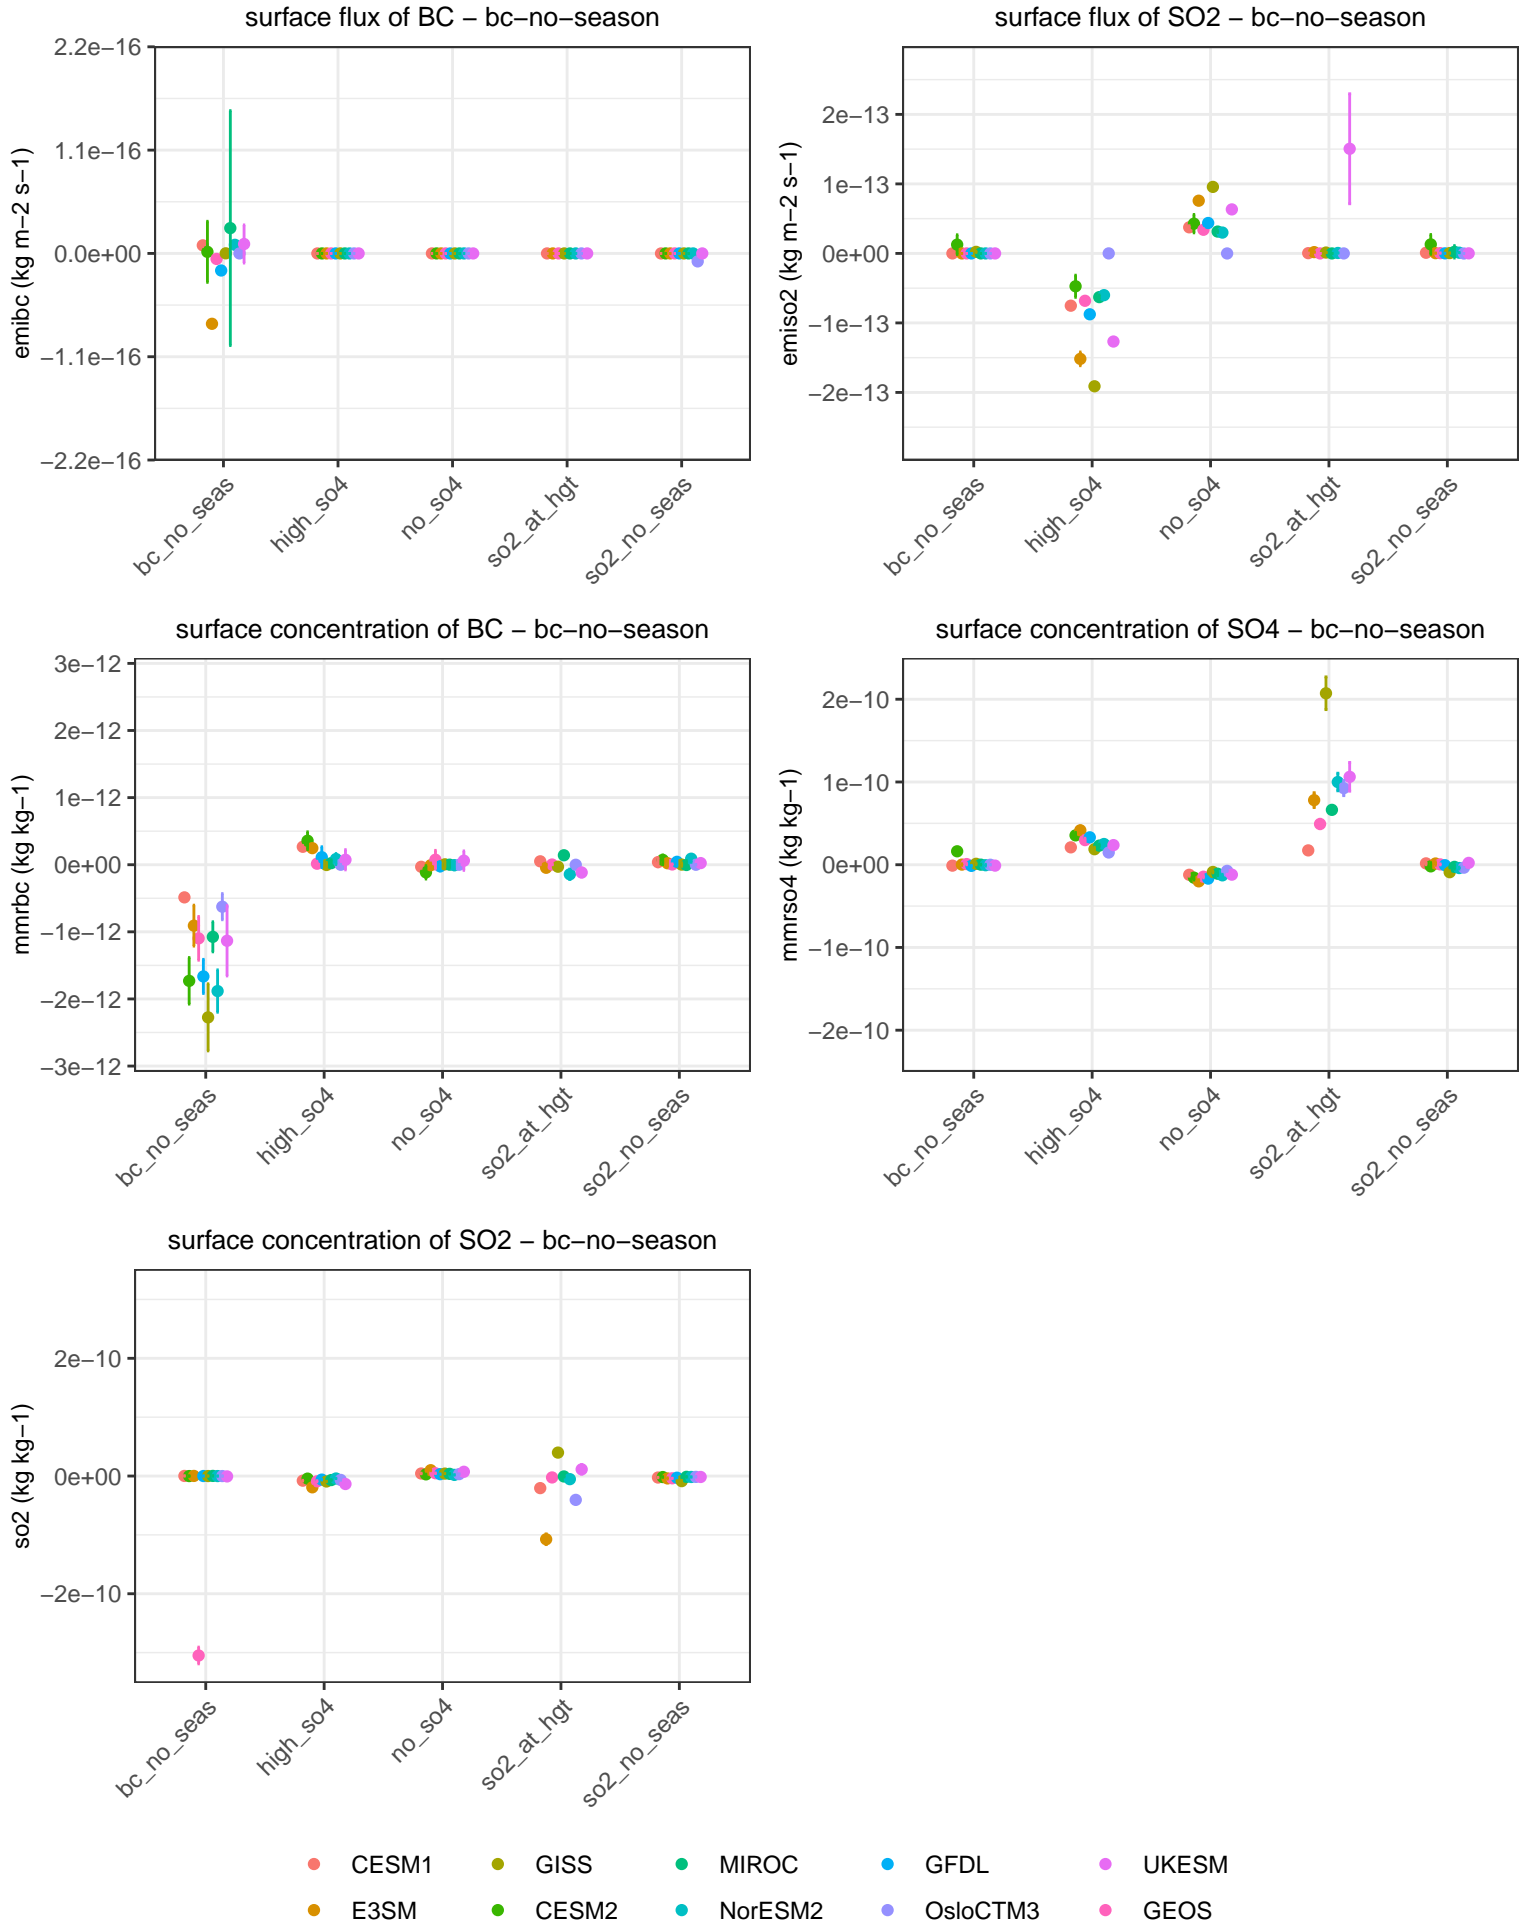 surface flux of BC − bc−no−season
emibc (kg m−2 s−1)
2.2e−16
1.1e−16
0.0e+00
−1.1e−16
−2.2e−16
bc_no_seas
high_so4
no_so4
so2_at_hgt
so2_no_seas
surface flux of SO2 − bc−no−season
emiso2 (kg m−2 s−1)
2e−13
1e−13
0e+00
−1e−13
−2e−13
bc_no_seas
high_so4
no_so4
so2_at_hgt
so2_no_seas
surface concentration of BC − bc−no−season
mmrbc (kg kg−1)
3e−12
2e−12
1e−12
0e+00
−1e−12
−2e−12
−3e−12
bc_no_seas
high_so4
no_so4
so2_at_hgt
so2_no_seas
surface concentration of SO4 − bc−no−season
mmrso4 (kg kg−1)
2e−10
1e−10
0e+00
−1e−10
−2e−10
bc_no_seas
high_so4
no_so4
so2_at_hgt
so2_no_seas
surface concentration of SO2 − bc−no−season
so2 (kg kg−1)
2e−10
0e+00
−2e−10
bc_no_seas
high_so4
no_so4
so2_at_hgt
so2_no_seas
CESM1 GISS MIROC GFDL UKESM
E3SM CESM2 NorESM2 OsloCTM3 GEOS